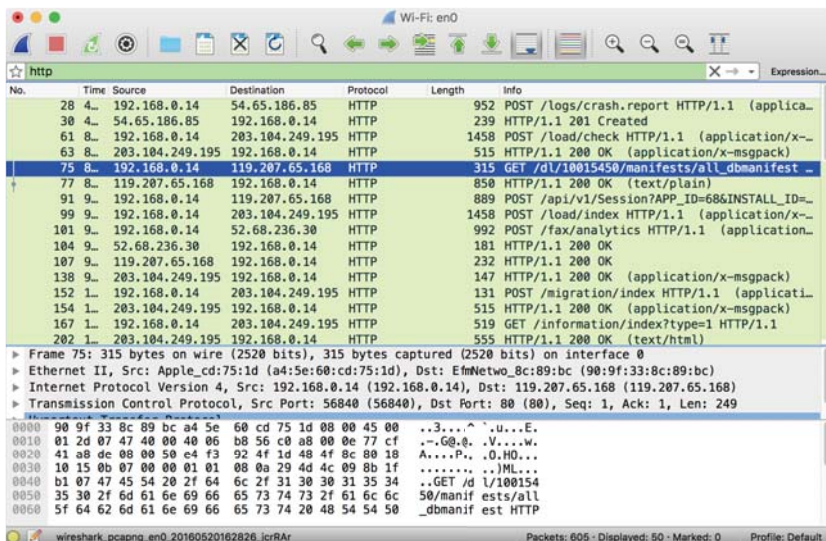 Wi-Fi: en0
http
Expression...
No. Time Source Destination Protocol Length Info
28 4... 192.168.0.14 54.65.186.85 HTTP 952 POST /logs/crash.report HTTP/1.1 (applica...
30 4... 54.65.186.85 192.168.0.14 HTTP 239 HTTP/1.1 201 Created
61 8... 192.168.0.14 203.104.249.195 HTTP 1458 POST /load/check HTTP/1.1 (application/x-...
63 8... 203.104.249.195 192.168.0.14 HTTP 515 HTTP/1.1 200 OK (application/x-msgpack)
75 8... 192.168.0.14 119.207.65.168 HTTP 315 GET /dl/10015450/manifests/all_dbmanifest ...
77 8... 119.207.65.168 192.168.0.14 HTTP 850 HTTP/1.1 200 OK (text/plain)
91 9... 192.168.0.14 119.207.65.168 HTTP 889 POST /api/v1/Session?APP_ID=68&INSTALL_ID=...
99 9... 192.168.0.14 203.104.249.195 HTTP 1458 POST /load/index HTTP/1.1 (application/x-...
101 9... 192.168.0.14 52.68.236.30 HTTP 992 POST /fax/analytics HTTP/1.1 (application...
104 9... 52.68.236.30 192.168.0.14 HTTP 181 HTTP/1.1 200 OK
107 9... 119.207.65.168 192.168.0.14 HTTP 232 HTTP/1.1 200 OK
138 9... 203.104.249.195 192.168.0.14 HTTP 147 HTTP/1.1 200 OK (application/x-msgpack)
152 1... 192.168.0.14 203.104.249.195 HTTP 131 POST /migration/index HTTP/1.1 (applicati...
154 1... 203.104.249.195 192.168.0.14 HTTP 515 HTTP/1.1 200 OK (application/x-msgpack)
167 1... 192.168.0.14 203.104.249.195 HTTP 519 GET /information/index?type=1 HTTP/1.1
202 1... 203.104.249.195 192.168.0.14 HTTP 555 HTTP/1.1 200 OK (text/html)
Frame 75: 315 bytes on wire (2520 bits), 315 bytes captured (2520 bits) on interface 0
Ethernet II, Src: Apple_cd:75:1d (a4:5e:60:cd:75:1d), Dst: EfmNetwo_8c:89:bc (90:9f:33:8c:89:bc)
Internet Protocol Version 4, Src: 192.168.0.14 (192.168.0.14), Dst: 119.207.65.168 (119.207.65.168)
Transmission Control Protocol, Src Port: 56840 (56840), Dst Port: 80 (80), Seq: 1, Ack: 1, Len: 249
Hypertext Transfer Protocol
0000 90 9f 33 8c 89 bc a4 5e 60 cd 75 1d 08 00 45 00 ..3....^ `.u...E.
0010 01 2d 07 47 40 00 40 06 b8 56 c0 a8 00 0e 77 cf .-.G@.@. .V....w.
0020 41 a8 de 08 00 50 e4 f3 92 4f 1d 48 4f 8c 80 18 A....P.. .O.HO...
0030 10 15 0b 07 00 00 01 01 08 0a 29 4d 4c 09 8b 1f ........ ..)ML...
0040 b1 07 47 45 54 20 2f 64 6c 2f 31 30 30 31 35 34 ..GET /d l/100154
0050 35 30 2f 6d 61 6e 69 66 65 73 74 73 2f 61 6c 6c 50/manif ests/all
0060 5f 64 62 6d 61 6e 69 66 65 73 74 20 48 54 54 50 _dbmanif est HTTP
wireshark_pcapng_en0_20160520162826_icrRAr Packets: 605 · Displayed: 50 · Marked: 0 Profile: Default